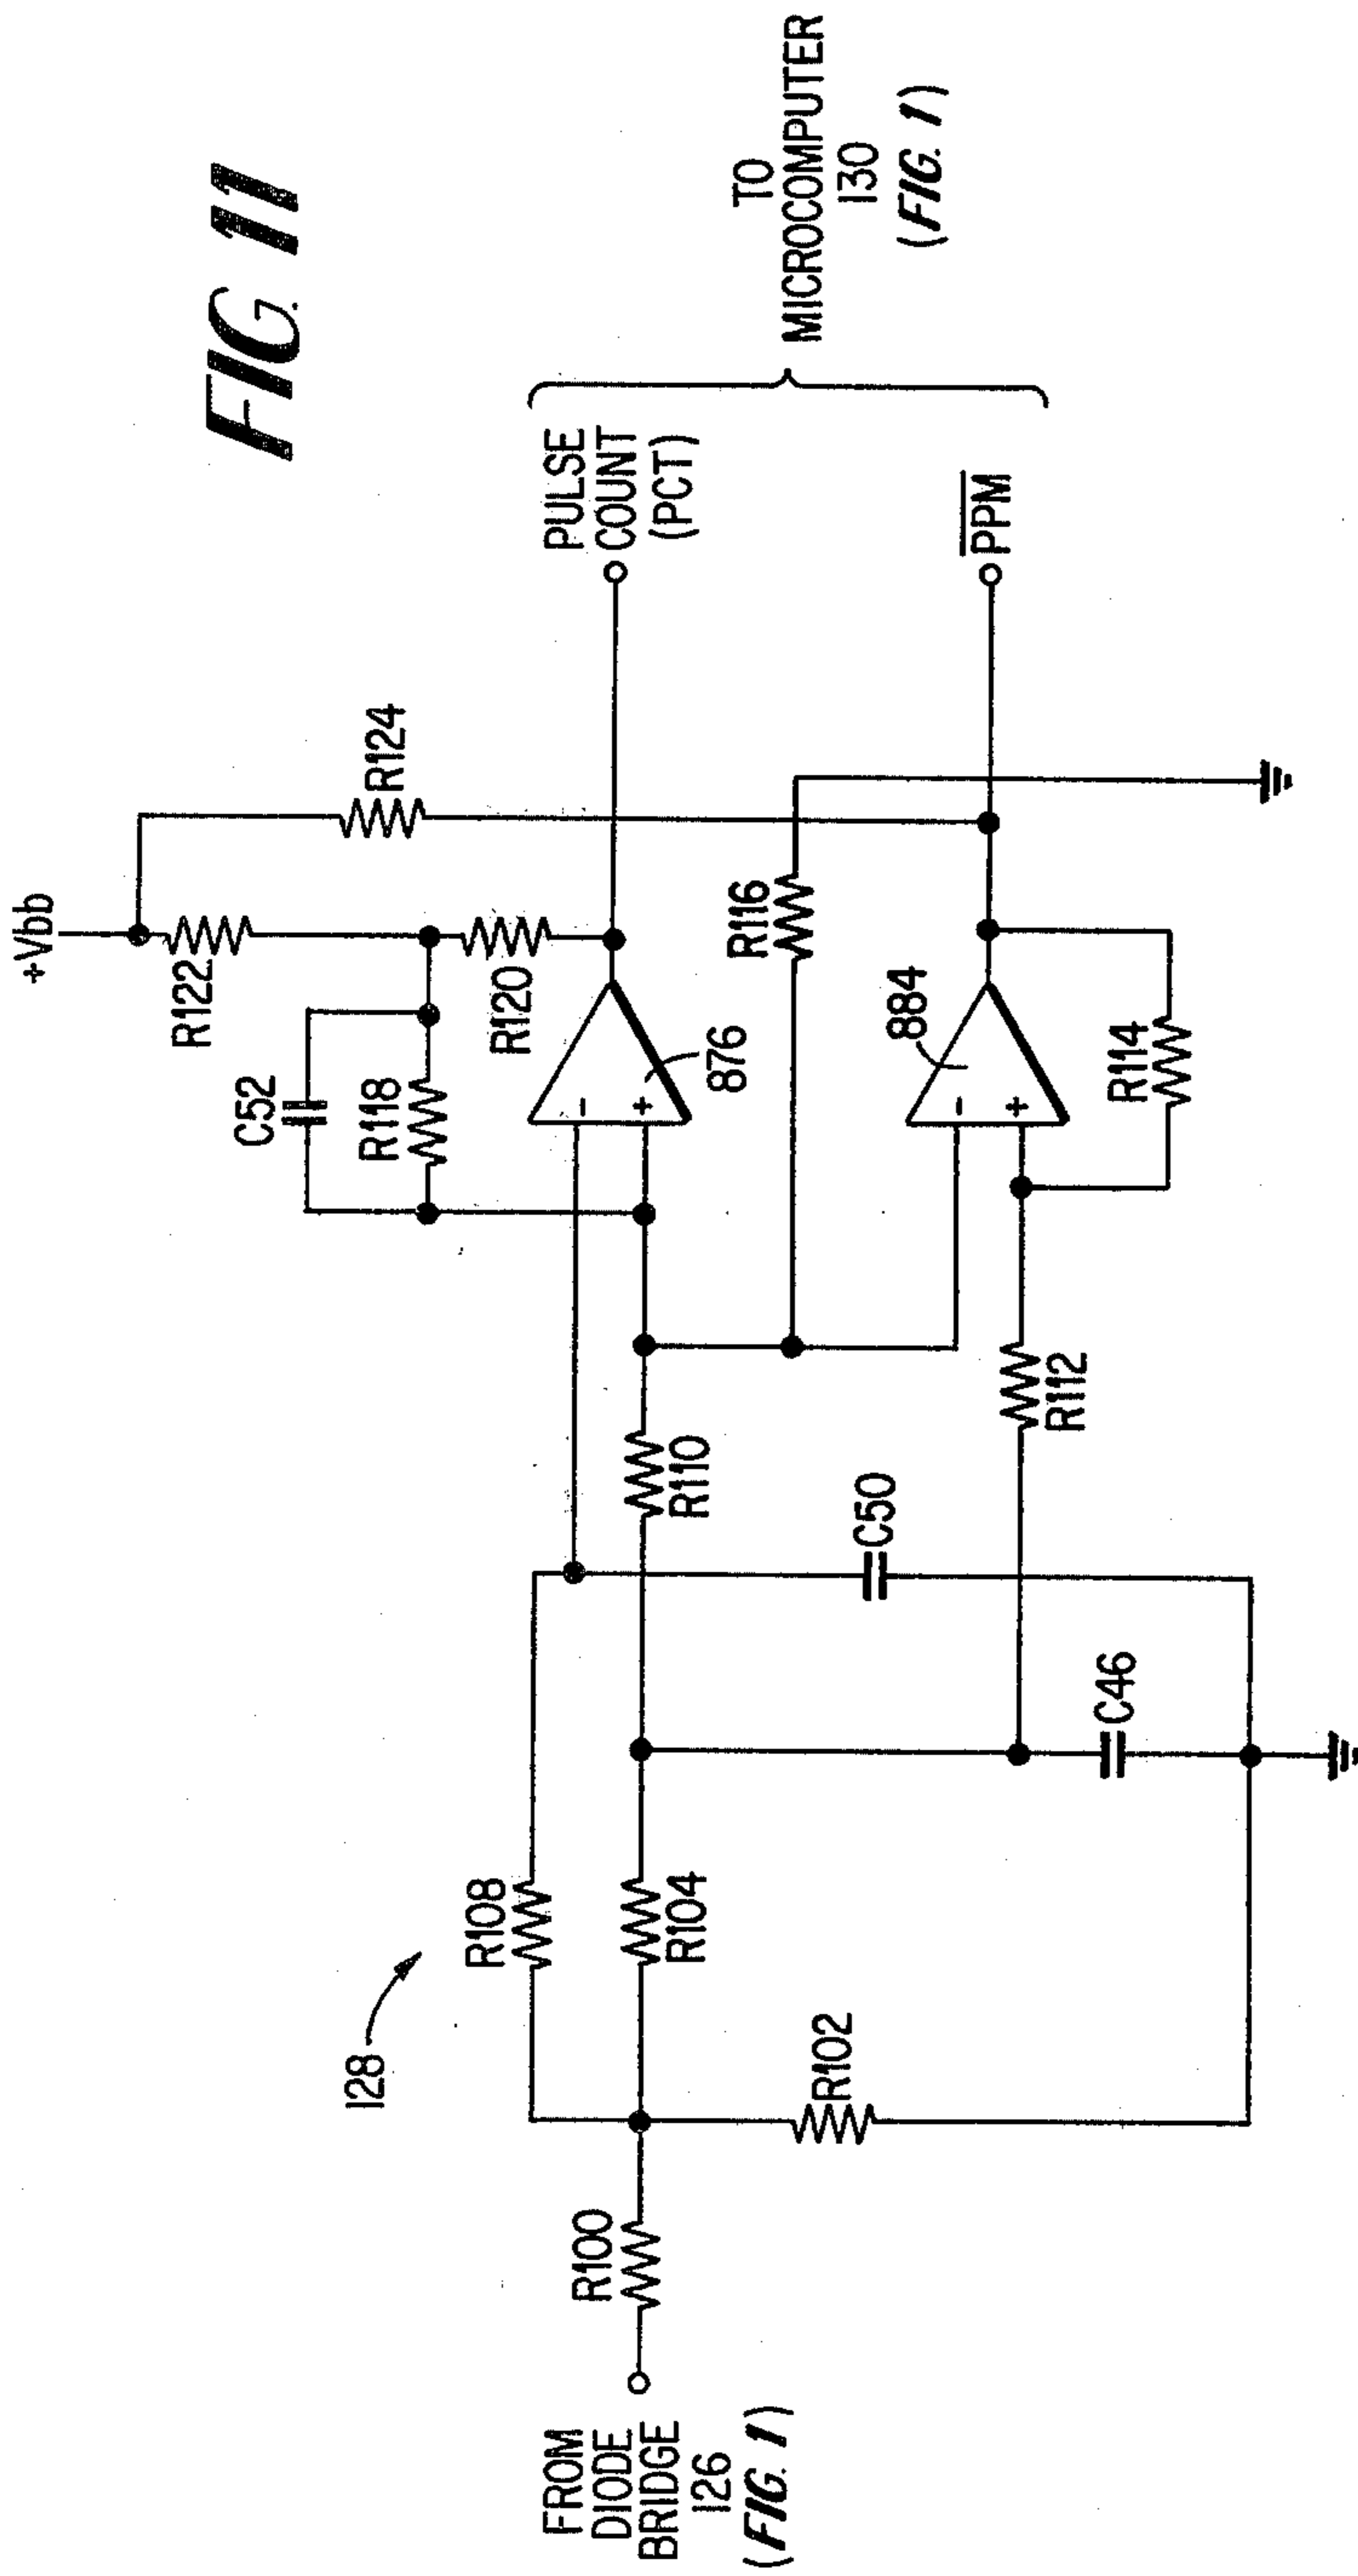 FIG. 11
+Vbb
R122
R124
C52
R118
R120
PULSE
COUNT
(PCT)
-
+
876
R116
884
-
+
R114
PPM
TO
MICROCOMPUTER
130
(FIG. 1)
128
R108
R110
R104
C50
R112
R100
R102
C46
FROM
DIODE
BRIDGE
126
(FIG. 1)